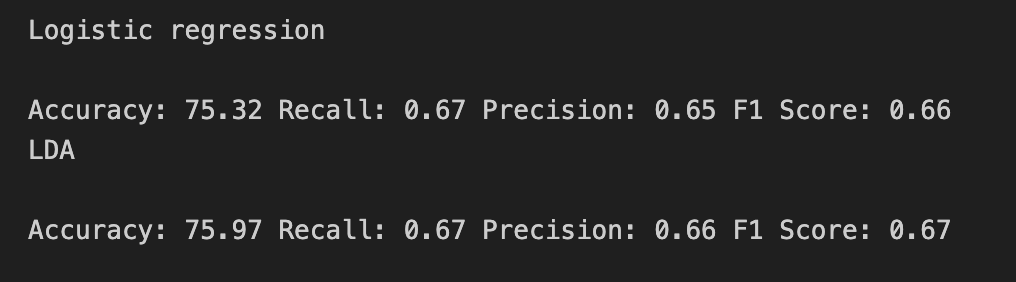 Logistic regression
Accuracy: 75.32 Recall: 0.67 Precision: 0.65 F1 Score: 0.66
LDA
Accuracy: 75.97 Recall: 0.67 Precision: 0.66 F1 Score: 0.67